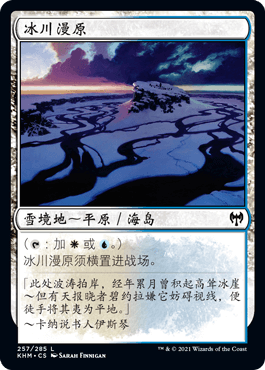 冰川漫原
雪境地～平原／海岛
（：加或。）
冰川漫原须横置进战场。
「此处波涛拍岸，经年累月曾积起高耸冰崖
～但有天报晓者碧约拉嫌它妨碍视线，便
徒手将其夷为平地。」
～卡纳说书人伊斯琴
257/285 L
KHM • CS SARAH FINNIGAN
™ & © 2021 Wizards of the Coast